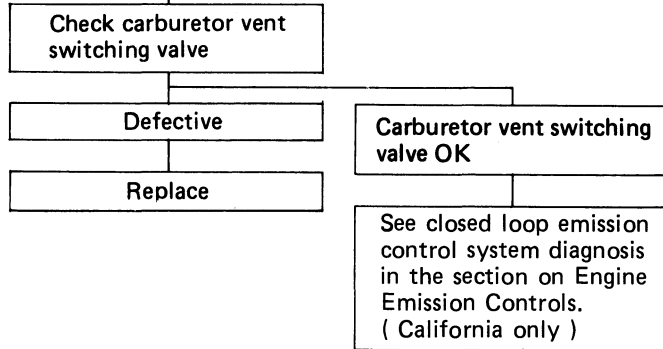 Check carburetor vent
switching valve
Defective
Replace
Carburetor vent switching
valve OK
See closed loop emission
control system diagnosis
in the section on Engine
Emission Controls.
( California only )